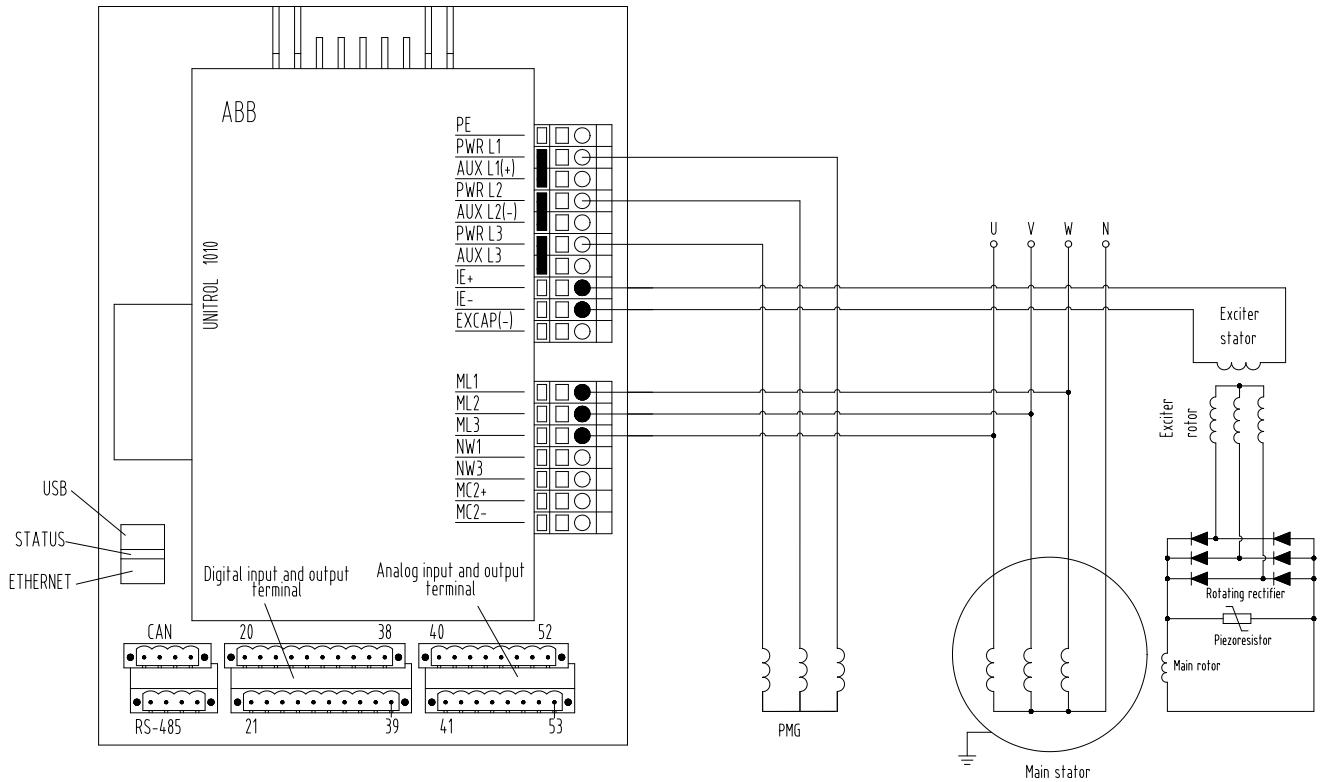 ABB
UNITROL 1010
PE
PWR L1
AUX L1(+)
PWR L2
AUX L2(-)
PWR L3
AUX L3
IE+
IE-
EXCAP(-)
ML1
ML2
ML3
NW1
NW3
MC2+
MC2-
U V W N
Exciter
stator
Exciter
rotor
USB
STATUS
ETHERNET
Digital input and output
terminal
Analog input and output
terminal
Rotating rectifier
Piezoresistor
Main rotor
CAN 20 38 40 52
RS-485 21 39 41 53
PMG
Main stator